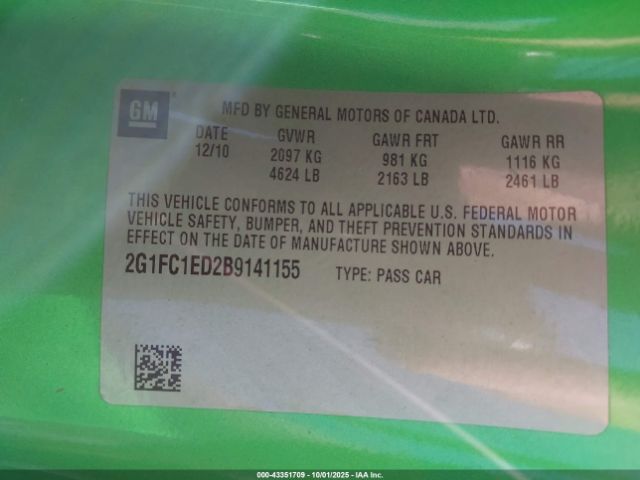 GM
MFD BY GENERAL MOTORS OF CANADA LTD.
DATE GVWR GAWR FRT GAWR RR
12/10 2097 KG 981 KG 1116 KG
4624 LB 2163 LB 2461 LB
THIS VEHICLE CONFORMS TO ALL APPLICABLE U.S. FEDERAL MOTOR
VEHICLE SAFETY, BUMPER, AND THEFT PREVENTION STANDARDS IN
EFFECT ON THE DATE OF MANUFACTURE SHOWN ABOVE.
2G1FC1ED2B9141155 TYPE: PASS CAR
000-43351709 - 10/01/2025 - IAA Inc.